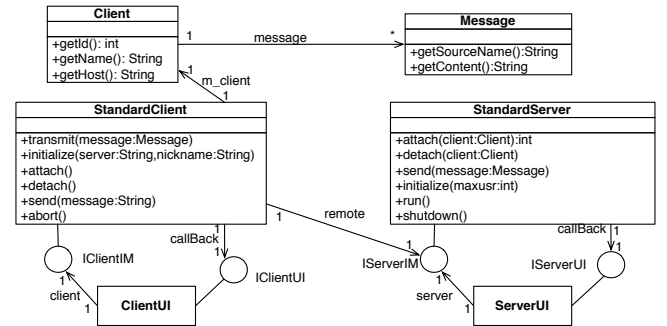 Client
+getId(): int
+getName(): String
+getHost(): String
1
message
*
Message
+getSourceName():String
+getContent():String
1
m_client
1
StandardClient
+transmit(message:Message)
+initialize(server:String,nickname:String)
+attach()
+detach()
+send(message:String)
+abort()
StandardServer
+attach(client:Client):int
+detach(client:Client)
+send(message:Message)
+initialize(maxusr:int)
+run()
+shutdown()
1
remote
1
callBack
1
1
callBack
1
1
IClientIM
IClientUI
IServerIM
IServerUI
1
client
1
ClientUI
1
server
1
ServerUI